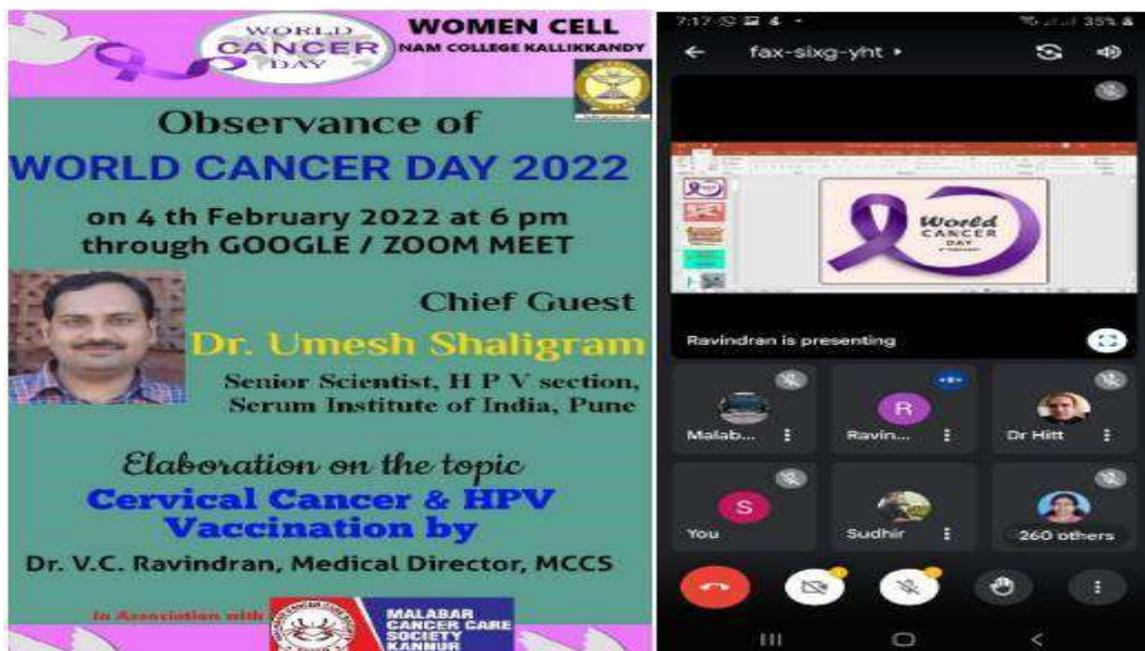 WORLD
CANCER
DAY
WOMEN CELL
NAM COLLEGE KALLIKKANDY
Observance of
WORLD CANCER DAY 2022
on 4 th February 2022 at 6 pm
through GOOGLE / ZOOM MEET
Chief Guest
Dr. Umesh Shaligram
Senior Scientist, H P V section,
Serum Institute of India, Pune
Elaboration on the topic
Cervical Cancer & HPV
Vaccination by
Dr. V.C. Ravindran, Medical Director, MCCS
In Association with
MALABAR
CANCER CARE
SOCIETY
KANNUR
7:17
35%
fax-sixg-yht
World
CANCER
DAY
Ravindran is presenting
Malab...
R
Ravin...
Dr Hitt
S
You
Sudhir
260 others